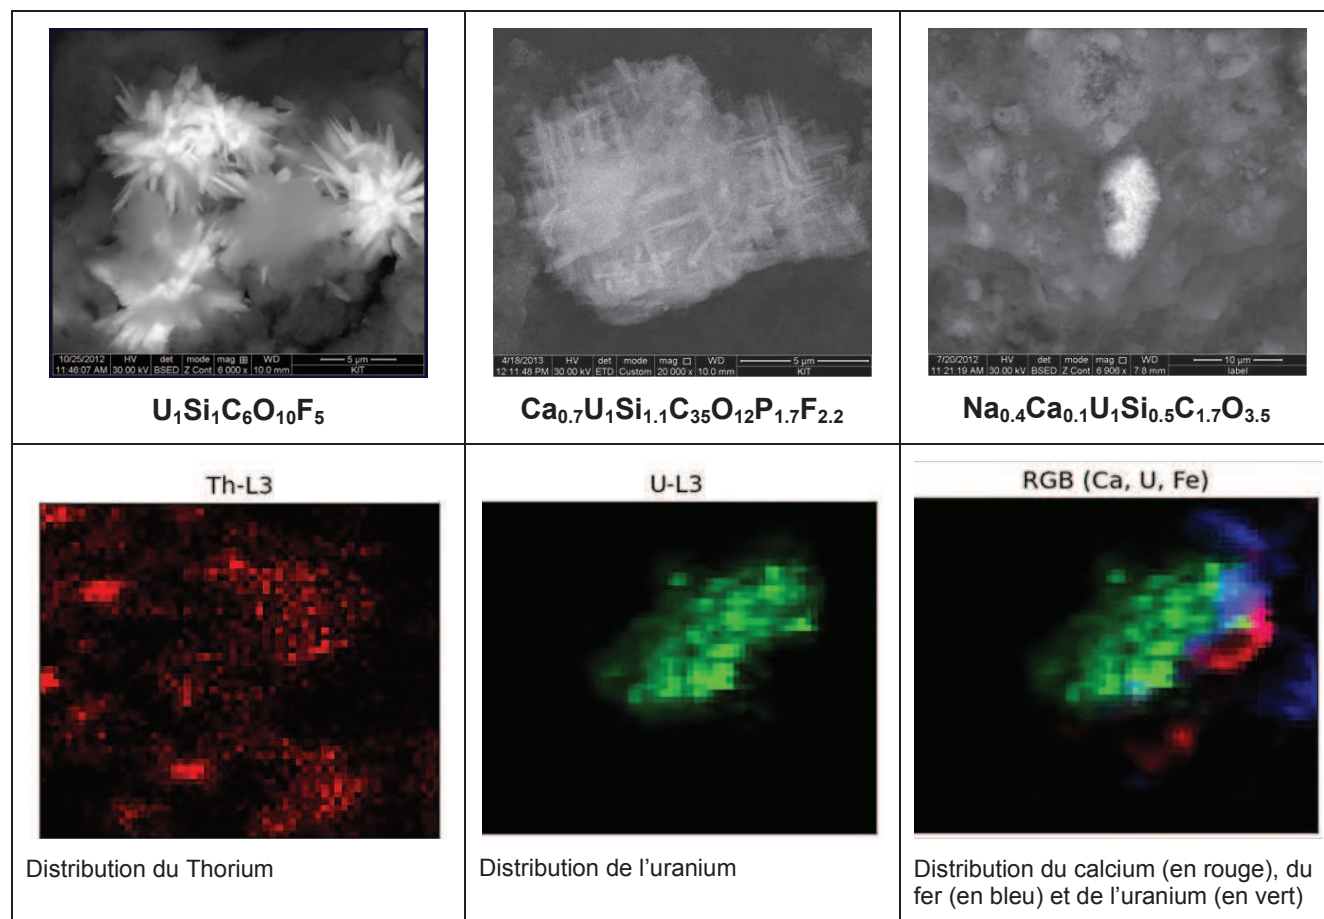 10/25/2012 HV det mode mag ⊞ WD 5 µm
11:46:07 AM 30.00 kV BSED Z Cont 6 000 x 10.0 mm KIT
4/18/2013 HV det mode mag □ WD 5 µm
12:11:48 PM 30.00 kV ETD Custom 20 000 x 10.0 mm KIT
7/20/2012 HV det mode mag □ WD 10 µm
11:21:19 AM 30.00 kV BSED Z Cont 6 906 x 7.8 mm label
U₁Si₁C₆O₁₀F₅
Ca₀.₇U₁Si₁.₁C₃₅O₁₂P₁.₇F₂.₂
Na₀.₄Ca₀.₁U₁Si₀.₅C₁.₇O₃.₅
Th-L3
U-L3
RGB (Ca, U, Fe)
Distribution du Thorium
Distribution de l’uranium
Distribution du calcium (en rouge), du
fer (en bleu) et de l’uranium (en vert)